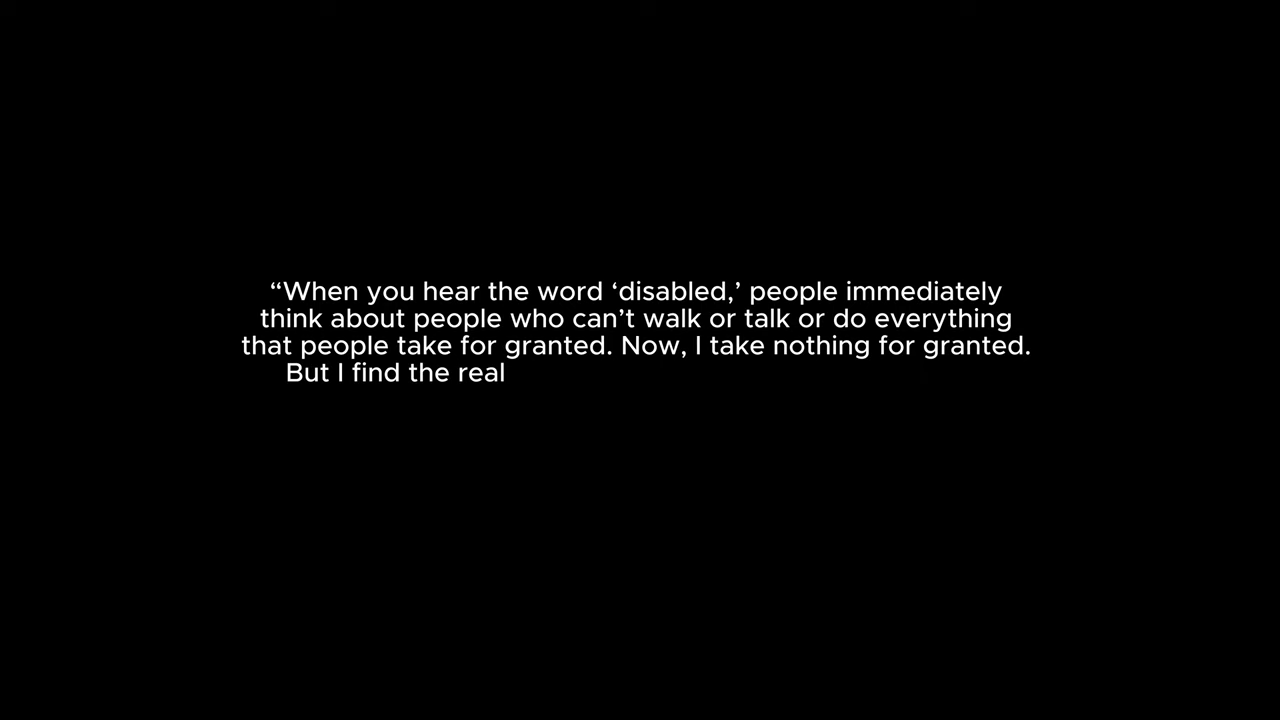 “When you hear the word ‘disabled,’ people immediately
think about people who can’t walk or talk or do everything
that people take for granted. Now, I take nothing for granted.
But I find the real